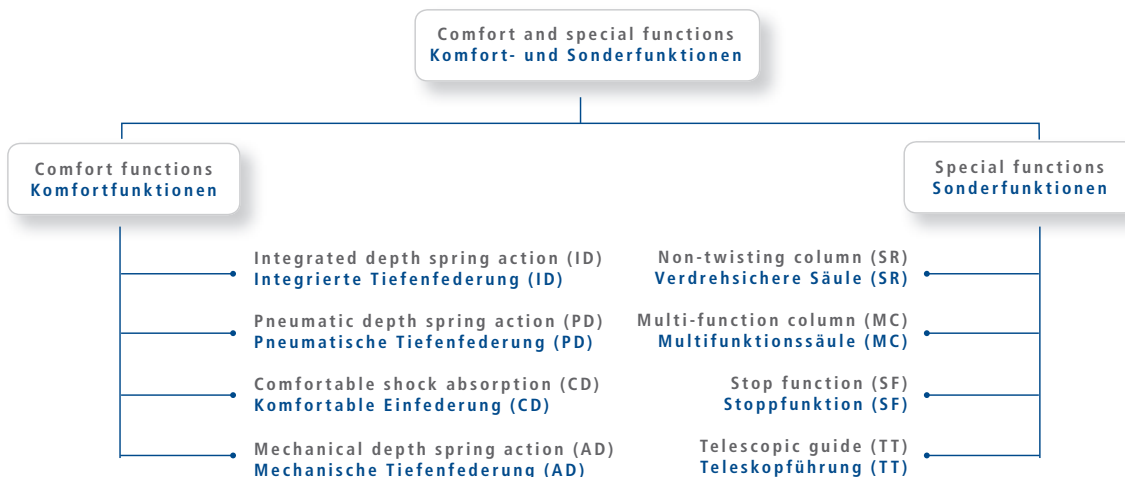 Comfort and special functions
Komfort- und Sonderfunktionen
Comfort functions
Komfortfunktionen
Special functions
Sonderfunktionen
Integrated depth spring action (ID)
Integrierte Tiefenfederung (ID)
Pneumatic depth spring action (PD)
Pneumatische Tiefenfederung (PD)
Comfortable shock absorption (CD)
Komfortable Einfederung (CD)
Mechanical depth spring action (AD)
Mechanische Tiefenfederung (AD)
Non-twisting column (SR)
Verdrehsichere Säule (SR)
Multi-function column (MC)
Multifunktionssäule (MC)
Stop function (SF)
Stoppfunktion (SF)
Telescopic guide (TT)
Teleskopführung (TT)